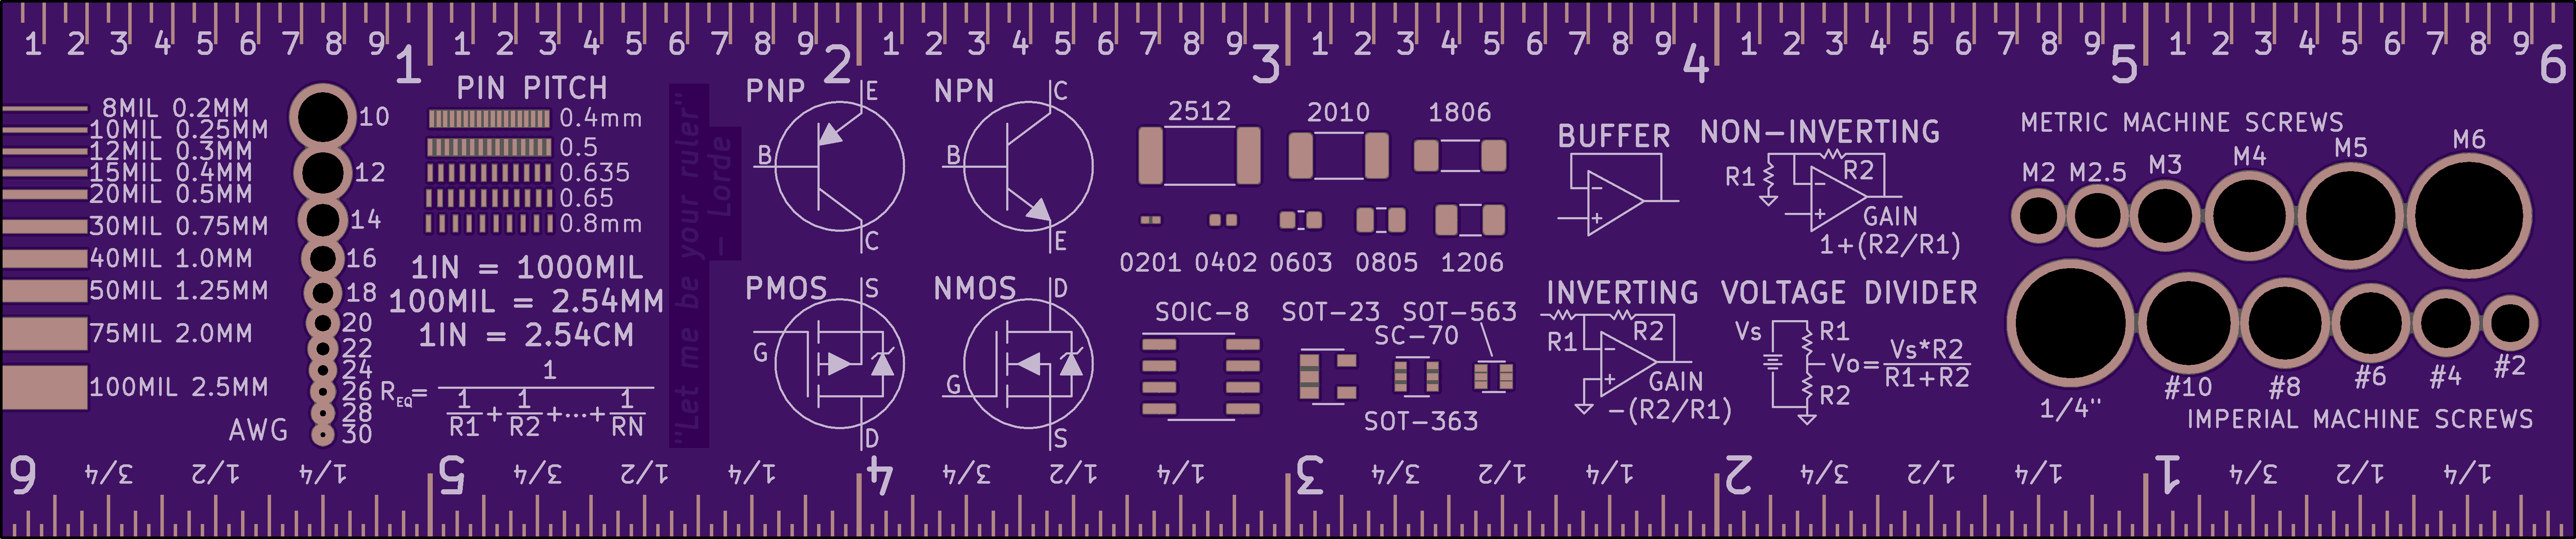 1 2 3 4 5 6 7 8 9 1 1 2 3 4 5 6 7 8 9 2 1 2 3 4 5 6 7 8 9 3 1 2 3 4 5 6 7 8 9 4 1 2 3 4 5 6 7 8 9 5 1 2 3 4 5 6 7 8 9 6
8MIL 0.2MM
10MIL 0.25MM
12MIL 0.3MM
15MIL 0.4MM
20MIL 0.5MM
30MIL 0.75MM
40MIL 1.0MM
50MIL 1.25MM
75MIL 2.0MM
100MIL 2.5MM
10
12
14
16
18
20
22
24
26
28
30
AWG
PIN PITCH
0.4mm
0.5
0.635
0.65
0.8mm
1IN = 1000MIL
100MIL = 2.54MM
1IN = 2.54CM
1
REQ=
1 1 1
+ +...+
R1 R2 RN
"Let me be your ruler"
— Lorde
PNP
E
B
C
NPN
C
B
E
PMOS
S
G
D
NMOS
D
G
S
2512 2010 1806
0201 0402 0603 0805 1206
SOIC-8 SOT-23 SOT-563
SC-70
SOT-363
BUFFER
-
+
NON-INVERTING
R1 R2
-
+
GAIN
1+(R2/R1)
INVERTING
R1 R2
-
+
GAIN
-(R2/R1)
VOLTAGE DIVIDER
Vs R1
Vo=
Vs*R2
R1+R2
R2
METRIC MACHINE SCREWS
M2 M2.5 M3 M4 M5 M6
1/4" #10 #8 #6 #4 #2
IMPERIAL MACHINE SCREWS
6 3/4 1/2 1/4 5 3/4 1/2 1/4 4 3/4 1/2 1/4 3 3/4 1/2 1/4 2 3/4 1/2 1/4 1 3/4 1/2 1/4